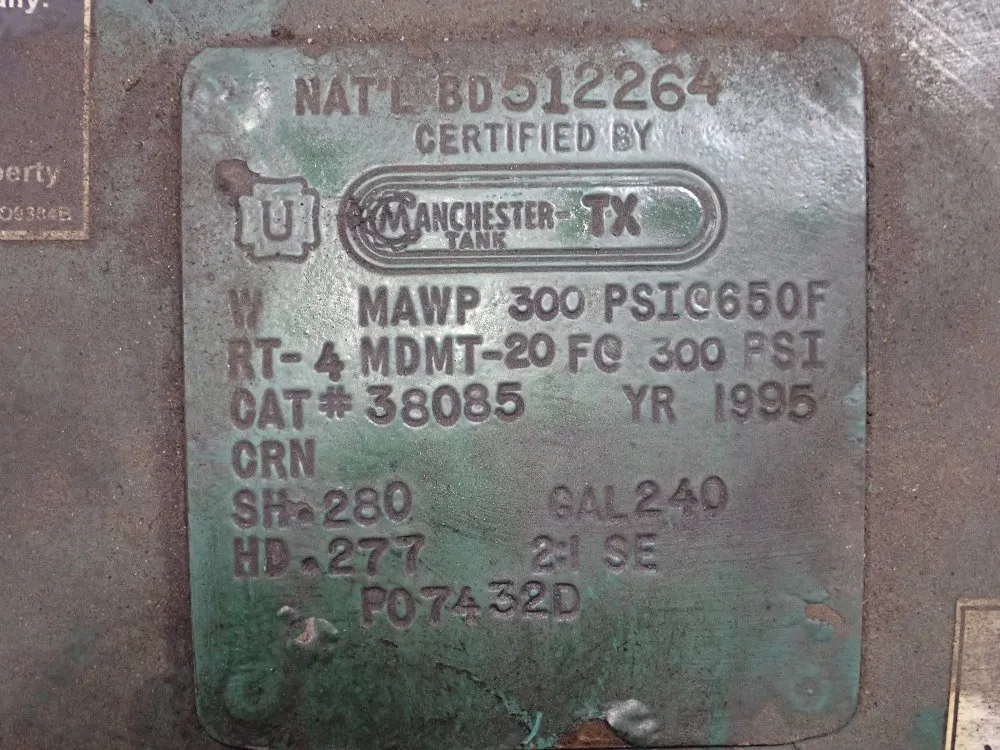 NAT'L BD 512264
CERTIFIED BY
U
MANCHESTER- TX
TANK
W MAWP 300 PSI@650F
RT-4 MDMT-20 F@ 300 PSI
CAT# 38085 YR 1995
CRN
SH .280 GAL 240
HD .277 2:1 SE
P07432D